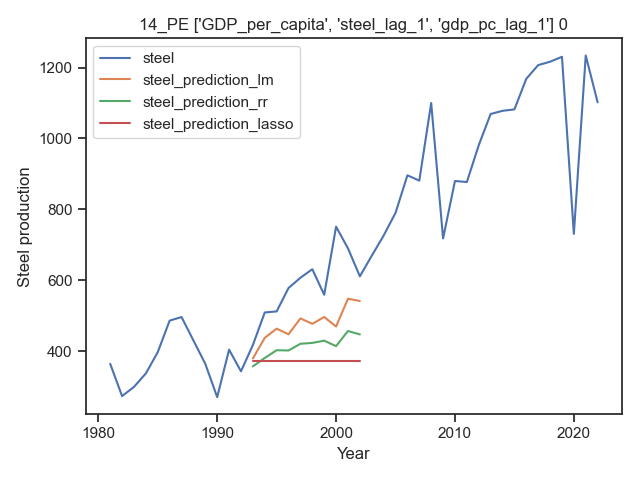 14_PE ['GDP_per_capita', 'steel_lag_1', 'gdp_pc_lag_1'] 0
steel
steel_prediction_lm
steel_prediction_rr
steel_prediction_lasso
Steel production
1200
1000
800
600
400
1980
1990
2000
2010
2020
Year